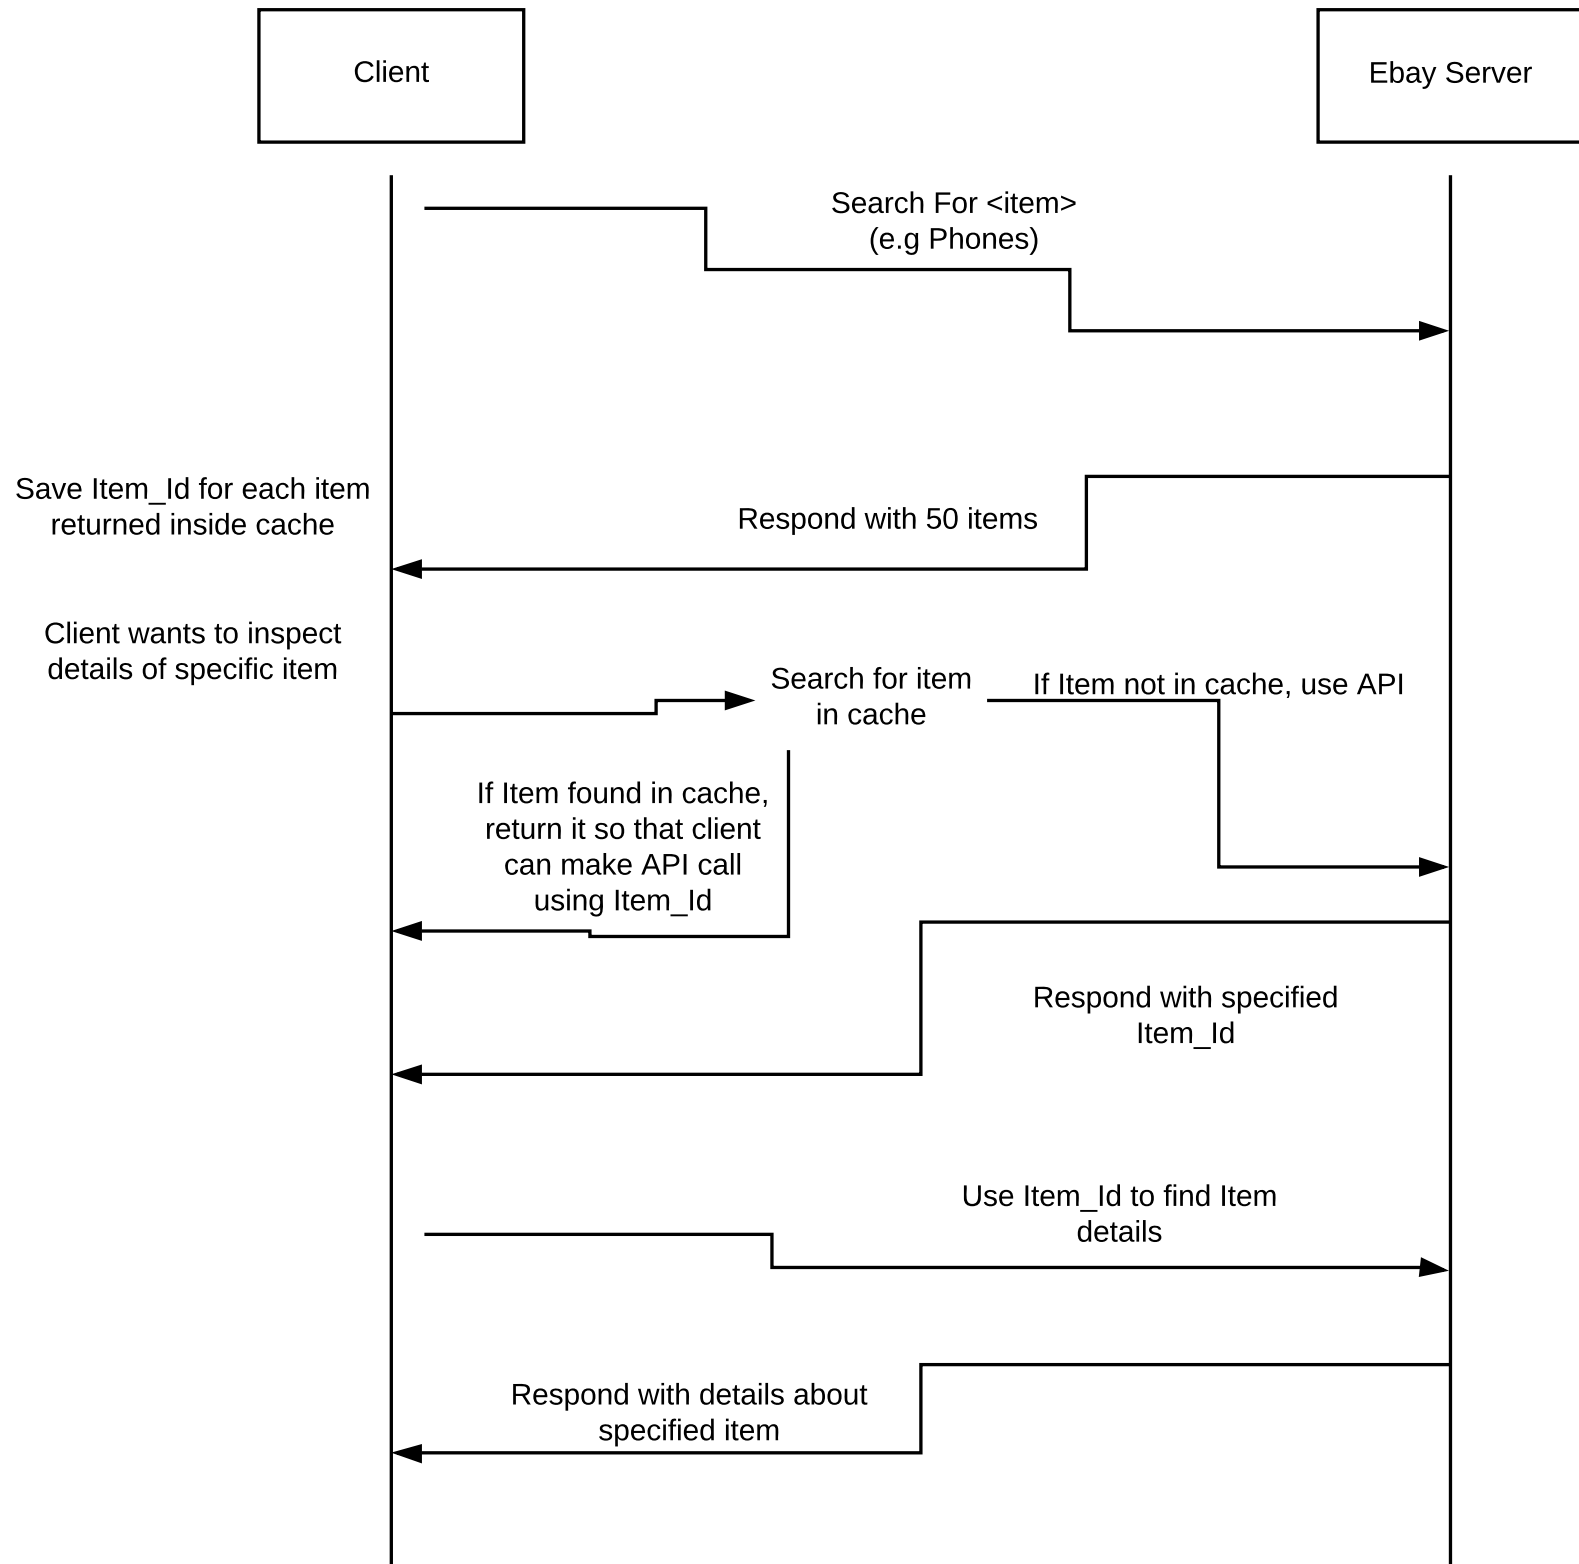 Client
Ebay Server
Search For <item>
(e.g Phones)
Save Item_Id for each item
returned inside cache
Respond with 50 items
Client wants to inspect
details of specific item
Search for item
in cache
If Item not in cache, use API
If Item found in cache,
return it so that client
can make API call
using Item_Id
Respond with specified
Item_Id
Use Item_Id to find Item
details
Respond with details about
specified item